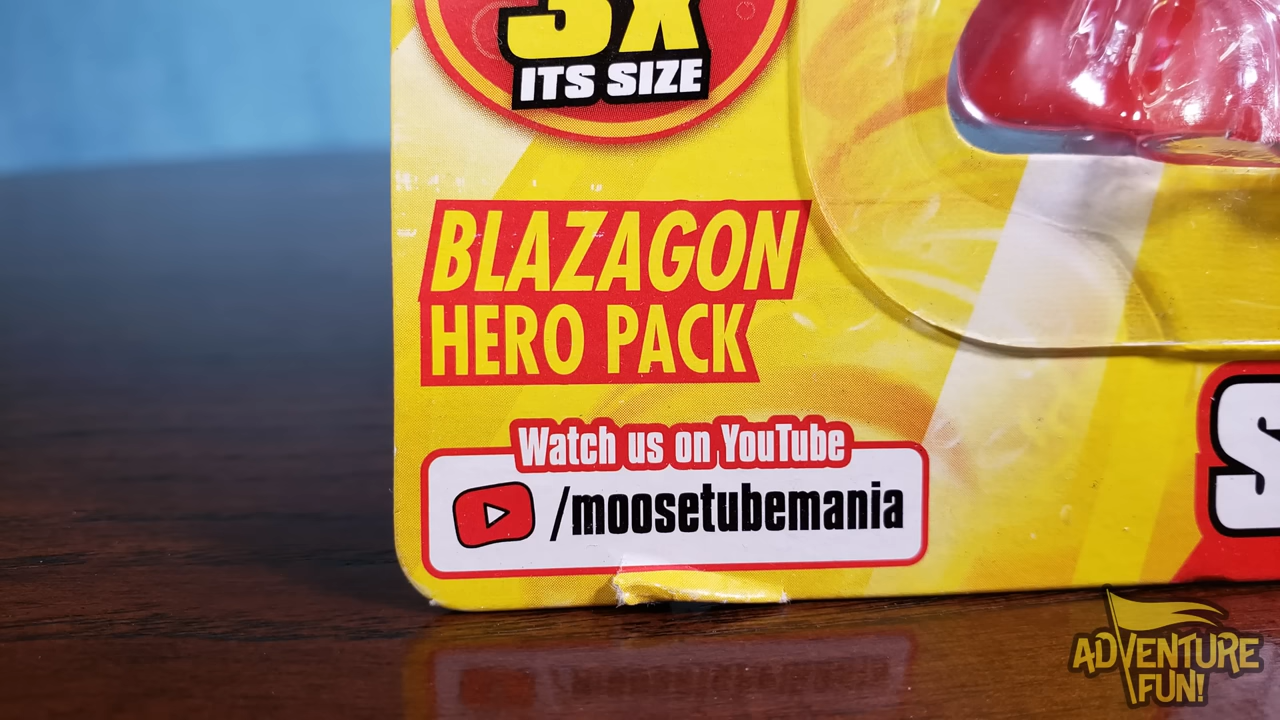 3X
ITS SIZE
BLAZAGON
HERO PACK
Watch us on YouTube
/moosetubemania
S
ADVENTURE
FUN!